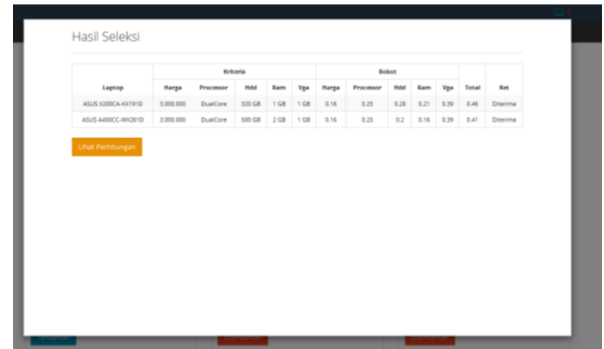 Hasil Seleksi
Kriteria Bobot
Laptop Harga Processor Hdd Ram Vga Harga Processor Hdd Ram Vga Total Ket
ASUS X200CA-KX191D 3.000.000 DualCore 320 GB 1 GB 1 GB 0.16 0.25 0.28 0.21 0.39 0.46 Diterima
ASUS A450CC-WX261D 3.000.000 DualCore 500 GB 2 GB 1 GB 0.16 0.25 0.2 0.16 0.39 0.41 Diterima
Lihat Perhitungan